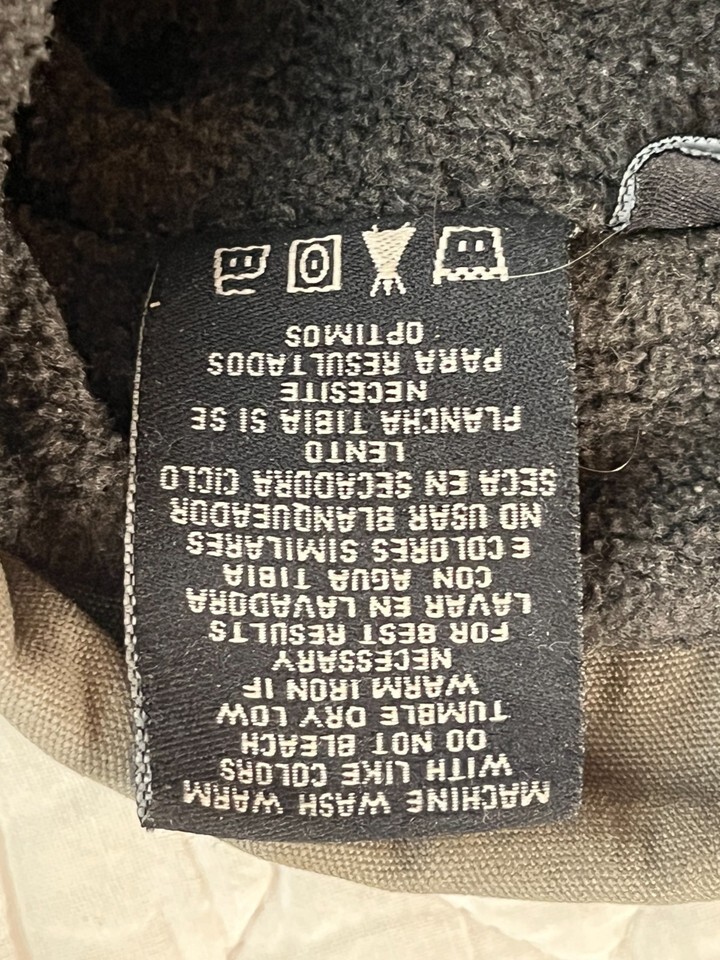 MACHINE WASH WARM
WITH LIKE COLORS
DO NOT BLEACH
TUMBLE DRY LOW
WARM IRON IF
NECESSARY
FOR BEST RESULTS
LAVAR EN LAVADORA
CON AGUA TIBIA
E COLORES SIMILARES
NO USAR BLANQUEADOR
SECA EN SECADORA CICLO
LENTO
PLANCHA TIBIA SI SE
NECESITE
PARA RESULTADOS
OPTIMOS